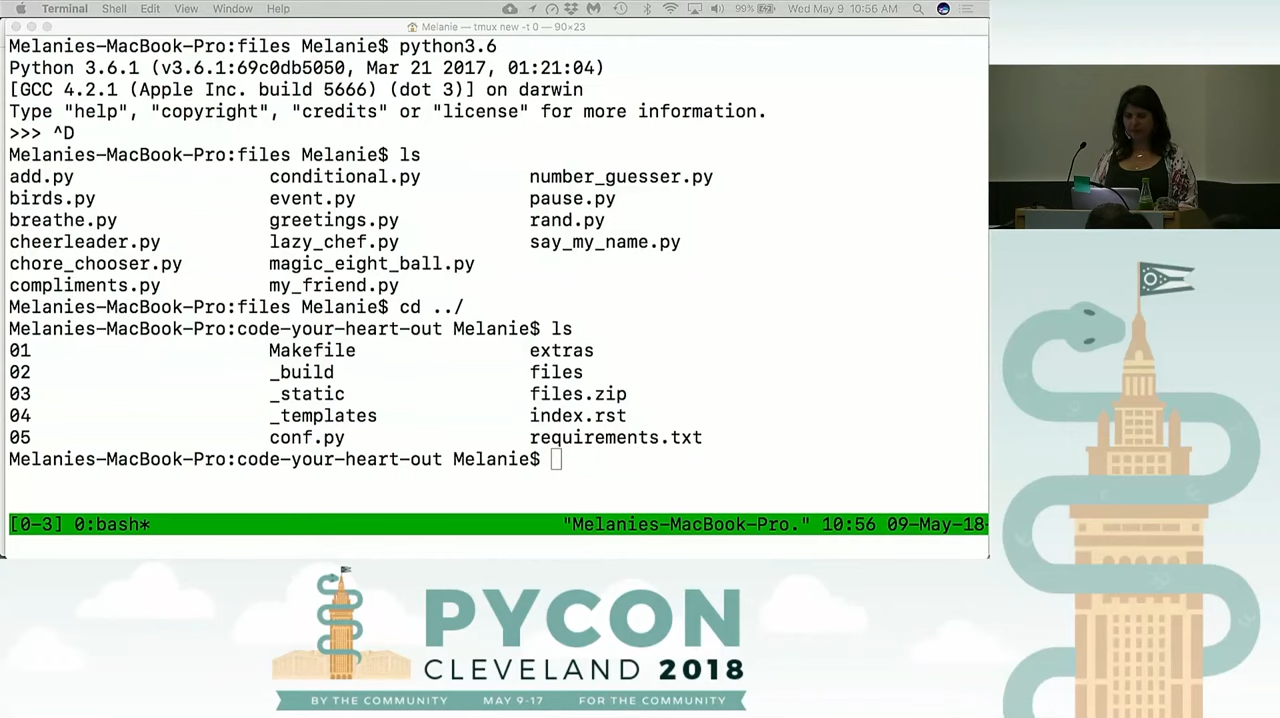 Terminal Shell Edit View Window Help 99% Wed May 9 10:56 AM
Melanie — tmux new -t 0 — 90×23
Melanies-MacBook-Pro:files Melanie$ python3.6
Python 3.6.1 (v3.6.1:69c0db5050, Mar 21 2017, 01:21:04)
[GCC 4.2.1 (Apple Inc. build 5666) (dot 3)] on darwin
Type "help", "copyright", "credits" or "license" for more information.
>>> ^D
Melanies-MacBook-Pro:files Melanie$ ls
add.py conditional.py number_guesser.py
birds.py event.py pause.py
breathe.py greetings.py rand.py
cheerleader.py lazy_chef.py say_my_name.py
chore_chooser.py magic_eight_ball.py
compliments.py my_friend.py
Melanies-MacBook-Pro:files Melanie$ cd ../
Melanies-MacBook-Pro:code-your-heart-out Melanie$ ls
01 Makefile extras
02 _build files
03 _static files.zip
04 _templates index.rst
05 conf.py requirements.txt
Melanies-MacBook-Pro:code-your-heart-out Melanie$
[0-3] 0:bash* "Melanies-MacBook-Pro." 10:56 09-May-18
PYCON
CLEVELAND 2018
BY THE COMMUNITY MAY 9-17 FOR THE COMMUNITY